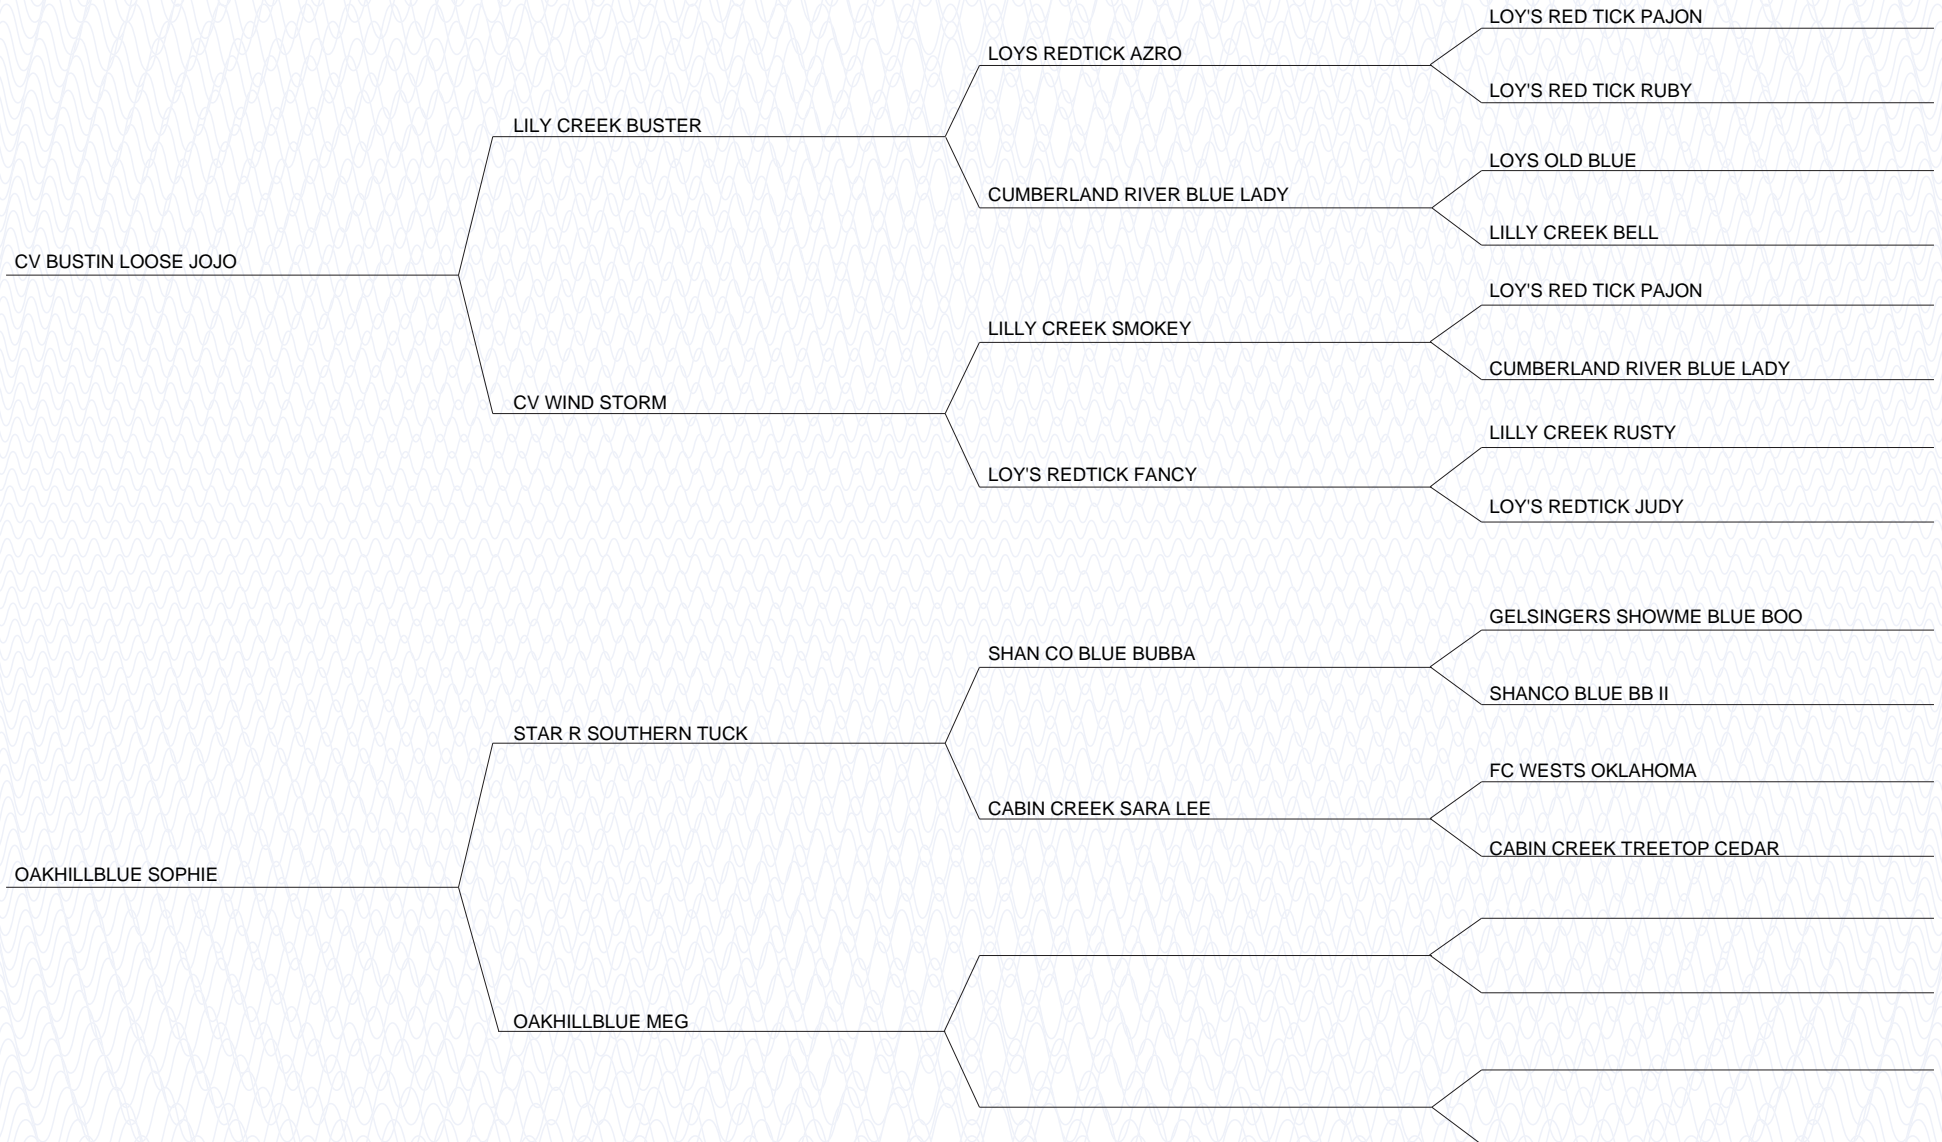 LOY'S RED TICK PAJON
LOYS REDTICK AZRO
LOY'S RED TICK RUBY
LILY CREEK BUSTER
LOYS OLD BLUE
CUMBERLAND RIVER BLUE LADY
LILLY CREEK BELL
CV BUSTIN LOOSE JOJO
LOY'S RED TICK PAJON
LILLY CREEK SMOKEY
CUMBERLAND RIVER BLUE LADY
CV WIND STORM
LILLY CREEK RUSTY
LOY'S REDTICK FANCY
LOY'S REDTICK JUDY
GELSINGERS SHOWME BLUE BOO
SHAN CO BLUE BUBBA
SHANCO BLUE BB II
STAR R SOUTHERN TUCK
FC WESTS OKLAHOMA
CABIN CREEK SARA LEE
CABIN CREEK TREETOP CEDAR
OAKHILLBLUE SOPHIE
OAKHILLBLUE MEG